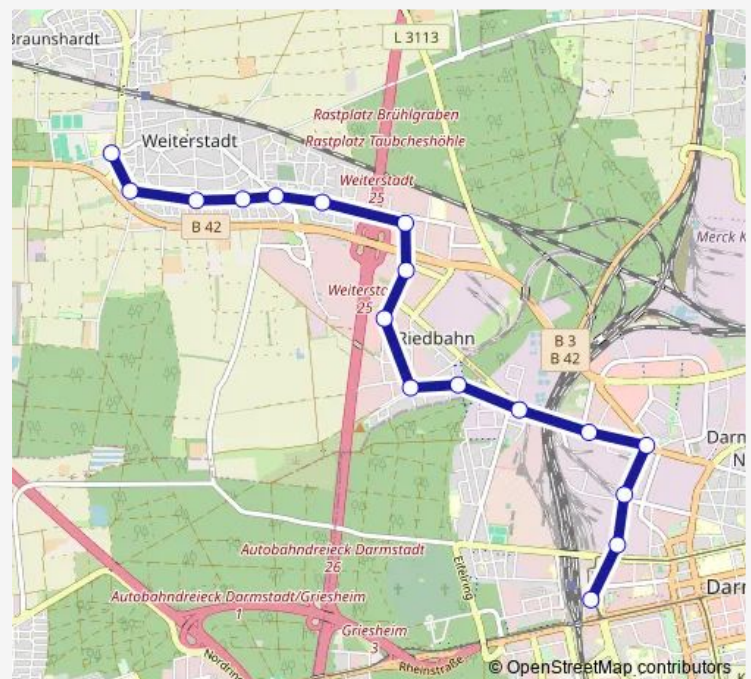 Braunshardt
L 3113
Rastplatz Brühlgraben
Weiterstadt
Rastplatz Taubcheshöhle
Weiterstadt
25
B 42
Merck K
Weiterst
25
Riedbahn
B 3
B 42
Darm
N
Autobahndreieck Darmstadt
26
Eifelring
Autobahndreieck Darmstadt/Griesheim
1
Darm
Griesheim
3
Nordring
Rheinstraße
© OpenStreetMap contributors